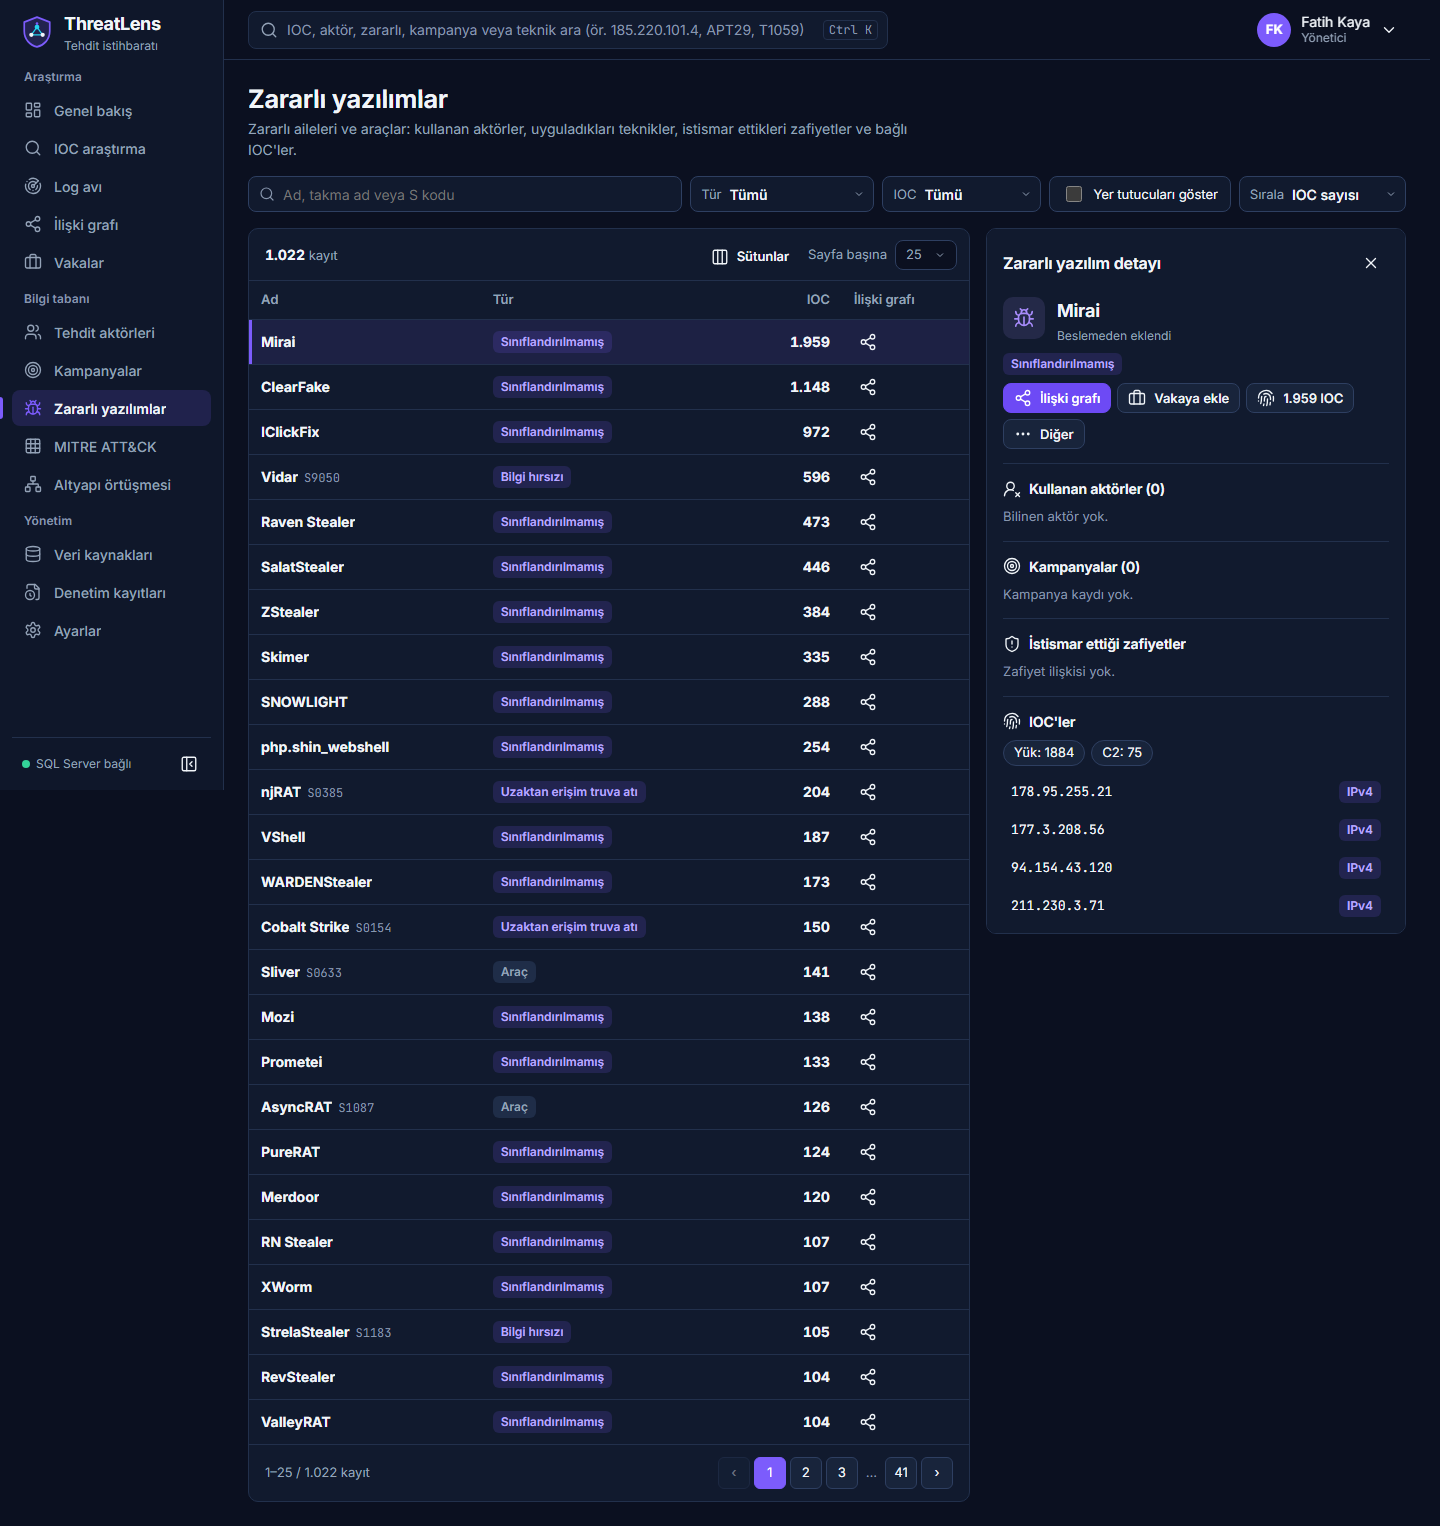 ThreatLens
Tehdit istihbaratı
IOC, aktör, zararlı, kampanya veya teknik ara (ör. 185.220.101.4, APT29, T1059) Ctrl K
FK Fatih Kaya
Yönetici
Araştırma
Genel bakış
IOC araştırma
Log avı
İlişki grafı
Vakalar
Bilgi tabanı
Tehdit aktörleri
Kampanyalar
Zararlı yazılımlar
MITRE ATT&CK
Altyapı örtüşmesi
Yönetim
Veri kaynakları
Denetim kayıtları
Ayarlar
SQL Server bağlı
Zararlı yazılımlar
Zararlı aileleri ve araçlar: kullanan aktörler, uyguladıkları teknikler, istismar ettikleri zafiyetler ve bağlı
IOC'ler.
Ad, takma ad veya S kodu
Tür Tümü
IOC Tümü
Yer tutucuları göster
Sırala IOC sayısı
1.022 kayıt
Sütunlar
Sayfa başına 25
Ad Tür IOC İlişki grafı
Mirai Sınıflandırılmamış 1.959
ClearFake Sınıflandırılmamış 1.148
IClickFix Sınıflandırılmamış 972
Vidar S9050 Bilgi hırsızı 596
Raven Stealer Sınıflandırılmamış 473
SalatStealer Sınıflandırılmamış 446
ZStealer Sınıflandırılmamış 384
Skimer Sınıflandırılmamış 335
SNOWLIGHT Sınıflandırılmamış 288
php.shin_webshell Sınıflandırılmamış 254
njRAT S0385 Uzaktan erişim truva atı 204
VShell Sınıflandırılmamış 187
WARDENStealer Sınıflandırılmamış 173
Cobalt Strike S0154 Uzaktan erişim truva atı 150
Sliver S0633 Araç 141
Mozi Sınıflandırılmamış 138
Prometei Sınıflandırılmamış 133
AsyncRAT S1087 Araç 126
PureRAT Sınıflandırılmamış 124
Merdoor Sınıflandırılmamış 120
RN Stealer Sınıflandırılmamış 107
XWorm Sınıflandırılmamış 107
StrelaStealer S1183 Bilgi hırsızı 105
RevStealer Sınıflandırılmamış 104
ValleyRAT Sınıflandırılmamış 104
1–25 / 1.022 kayıt
‹ 1 2 3 … 41 ›
Zararlı yazılım detayı
Mirai
Beslemeden eklendi
Sınıflandırılmamış
İlişki grafı
Vakaya ekle
1.959 IOC
Diğer
Kullanan aktörler (0)
Bilinen aktör yok.
Kampanyalar (0)
Kampanya kaydı yok.
İstismar ettiği zafiyetler
Zafiyet ilişkisi yok.
IOC'ler
Yük: 1884 C2: 75
178.95.255.21 IPv4
177.3.208.56 IPv4
94.154.43.120 IPv4
211.230.3.71 IPv4